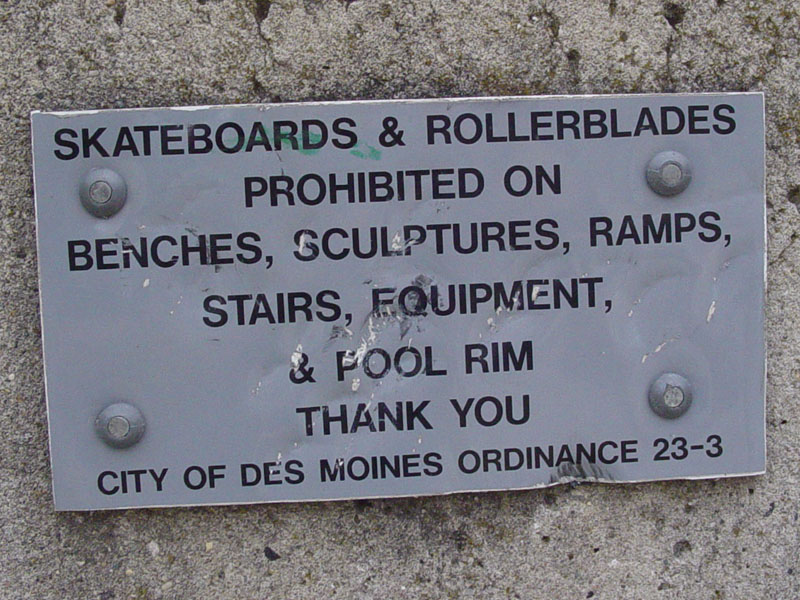 SKATEBOARDS & ROLLERBLADES
PROHIBITED ON
BENCHES, SCULPTURES, RAMPS,
STAIRS, EQUIPMENT,
& POOL RIM
THANK YOU
CITY OF DES MOINES ORDINANCE 23-3